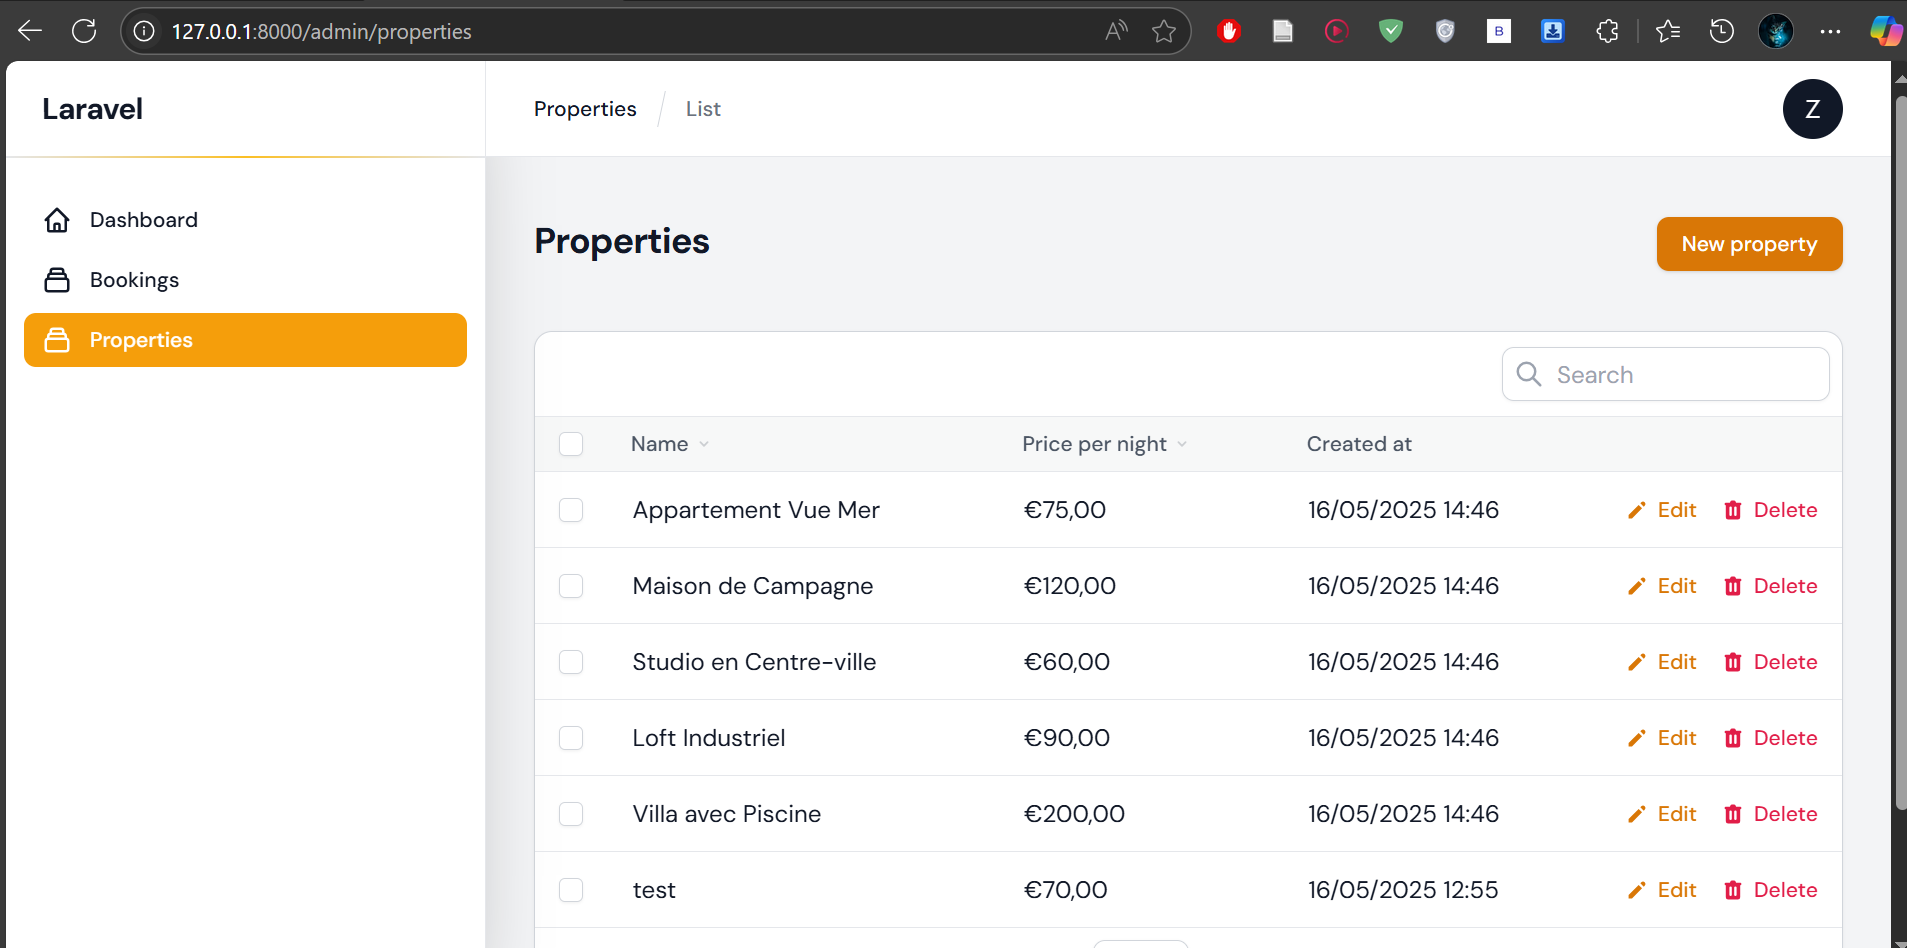 127.0.0.1:8000/admin/properties
Laravel
Properties / List
Z
Dashboard
Bookings
Properties
Properties
New property
Search
Name Price per night Created at
Appartement Vue Mer €75,00 16/05/2025 14:46 Edit Delete
Maison de Campagne €120,00 16/05/2025 14:46 Edit Delete
Studio en Centre-ville €60,00 16/05/2025 14:46 Edit Delete
Loft Industriel €90,00 16/05/2025 14:46 Edit Delete
Villa avec Piscine €200,00 16/05/2025 14:46 Edit Delete
test €70,00 16/05/2025 12:55 Edit Delete